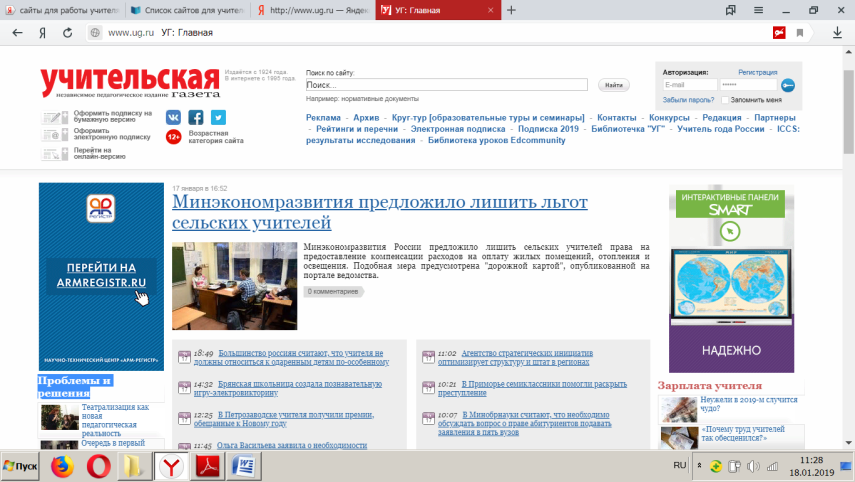 сайты для работы учителя
Список сайтов для учител
http://www.ug.ru — Яндек
УГ: Главная
www.ug.ru УГ: Главная
учительская
газета
независимое педагогическое издание
Издаётся с 1924 года.
В интернете с 1995 года.
Поиск по сайту:
Поиск...
Найти
Например: нормативные документы
Авторизация: Регистрация
E-mail
Забыли пароль? Запомнить меня
Оформить подписку на
бумажную версию
Оформить
электронную подписку
Перейти на
он-лайн-версию
12+
Возрастная
категория сайта
Реклама - Архив - Круг-тур [образовательные туры и семинары] - Контакты - Конкурсы - Редакция - Партнеры
- Рейтинги и перечни - Электронная подписка - Подписка 2019 - Библиотечка "УГ" - Учитель года России - ICCS:
результаты исследования - Библиотека уроков Edcommunity
РЕГИСТР
ПЕРЕЙТИ НА
ARMREGISTR.RU
НАУЧНО-ТЕХНИЧЕСКИЙ ЦЕНТР «АРМ-РЕГИСТР»
17 января в 16:52
Минэкономразвития предложило лишить льгот
сельских учителей
Минэкономразвития России предложило лишить сельских учителей права на
предоставление компенсации расходов на оплату жилых помещений, отопления и
освещения. Подобная мера предусмотрена "дорожной картой", опубликованной на
портале ведомства.
0 комментариев
ИНТЕРАКТИВНЫЕ ПАНЕЛИ
SMART
НАДЕЖНО
18:49 Большинство россиян считают, что учителя не
должны относиться к одаренным детям по-особенному
14:32 Брянская школьница создала познавательную
игру-электровикторину
12:25 В Петрозаводске учителя получили премии,
обещанные к Новому году
11:45 Ольга Васильева заявила о необходимости
11:02 Агентство стратегических инициатив
оптимизирует структуру и штат в регионах
10:21 В Приморье семиклассники помогли раскрыть
преступление
10:07 В Минобрнауки считают, что необходимо
обсуждать вопрос о праве абитуриентов подавать
заявления в пять вузов
Проблемы и
решения
Театрализация как
новая
педагогическая
реальность
Очередь в первый
Зарплата учителя
Неужели в 2019-м случится
чудо?
«Почему труд учителей
так обесценился?»
Пуск
RU
11:28
18.01.2019